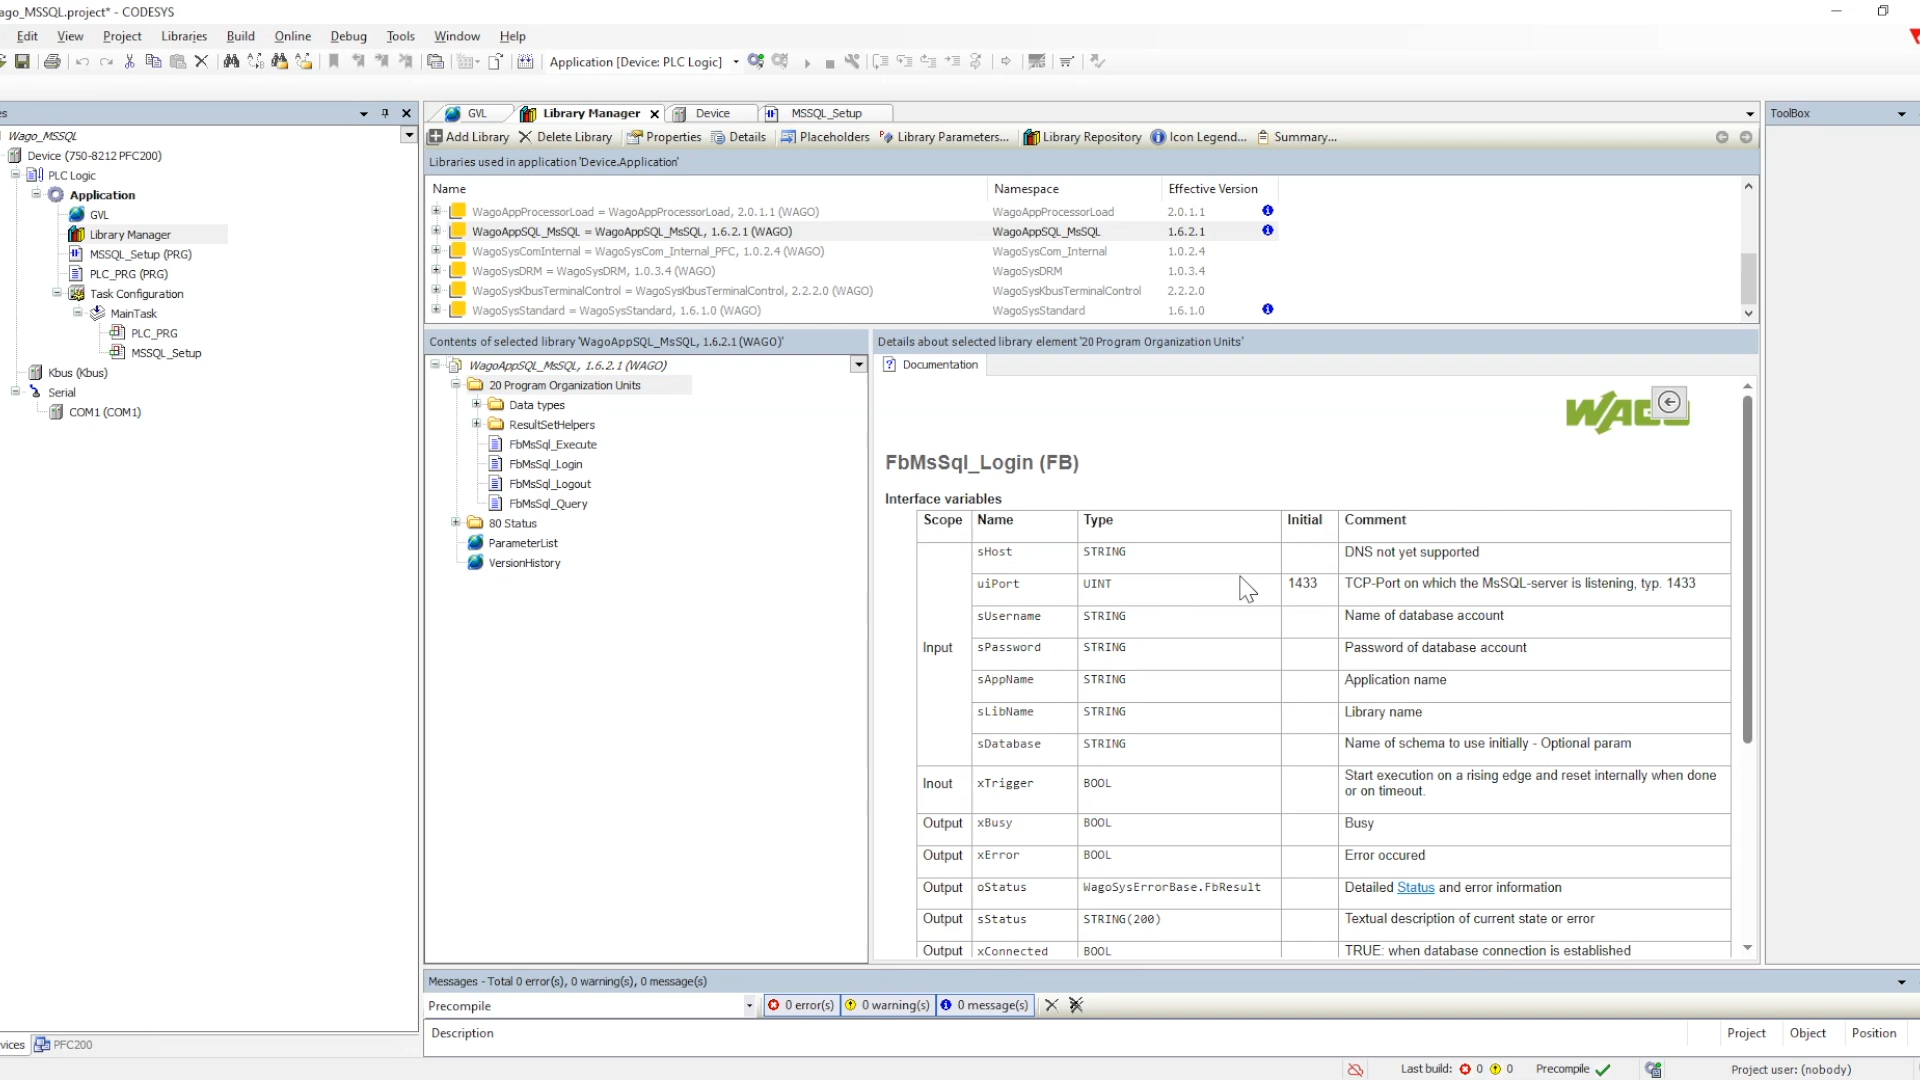 ago_MSSQL.project* - CODESYS
Edit View Project Libraries Build Online Debug Tools Window Help
Application [Device: PLC Logic]
es
GVL Library Manager Device MSSQL_Setup
ToolBox
Wago_MSSQL
Add Library Delete Library Properties Details Placeholders Library Parameters... Library Repository Icon Legend... Summary...
Device (750-8212 PFC200)
PLC Logic
Application
GVL
Library Manager
MSSQL_Setup (PRG)
PLC_PRG (PRG)
Task Configuration
MainTask
PLC_PRG
MSSQL_Setup
Kbus (Kbus)
Serial
COM1 (COM1)
Libraries used in application 'Device.Application'
Name Namespace Effective Version
WagoAppProcessorLoad = WagoAppProcessorLoad, 2.0.1.1 (WAGO) WagoAppProcessorLoad 2.0.1.1
WagoAppSQL_MsSQL = WagoAppSQL_MsSQL, 1.6.2.1 (WAGO) WagoAppSQL_MsSQL 1.6.2.1
WagoSysComInternal = WagoSysCom_Internal_PFC, 1.0.2.4 (WAGO) WagoSysCom_Internal 1.0.2.4
WagoSysDRM = WagoSysDRM, 1.0.3.4 (WAGO) WagoSysDRM 1.0.3.4
WagoSysKbusTerminalControl = WagoSysKbusTerminalControl, 2.2.2.0 (WAGO) WagoSysKbusTerminalControl 2.2.2.0
WagoSysStandard = WagoSysStandard, 1.6.1.0 (WAGO) WagoSysStandard 1.6.1.0
Contents of selected library 'WagoAppSQL_MsSQL, 1.6.2.1 (WAGO)'
WagoAppSQL_MsSQL, 1.6.2.1 (WAGO)
20 Program Organization Units
Data types
ResultSetHelpers
FbMsSql_Execute
FbMsSql_Login
FbMsSql_Logout
FbMsSql_Query
80 Status
ParameterList
VersionHistory
Details about selected library element '20 Program Organization Units'
Documentation
FbMsSql_Login (FB)
Interface variables
Scope Name Type Initial Comment
sHost STRING DNS not yet supported
uiPort UINT 1433 TCP-Port on which the MsSQL-server is listening, typ. 1433
sUsername STRING Name of database account
Input sPassword STRING Password of database account
sAppName STRING Application name
sLibName STRING Library name
sDatabase STRING Name of schema to use initially - Optional param
Inout xTrigger BOOL Start execution on a rising edge and reset internally when done
or on timeout.
Output xBusy BOOL Busy
Output xError BOOL Error occured
Output oStatus WagoSysErrorBase.FbResult Detailed Status and error information
Output sStatus STRING(200) Textual description of current state or error
Output xConnected BOOL TRUE: when database connection is established
Messages - Total 0 error(s), 0 warning(s), 0 message(s)
Precompile 0 error(s) 0 warning(s) 0 message(s)
Description Project Object Position
vices PFC200
Last build: 0 0 Precompile Project user: (nobody)